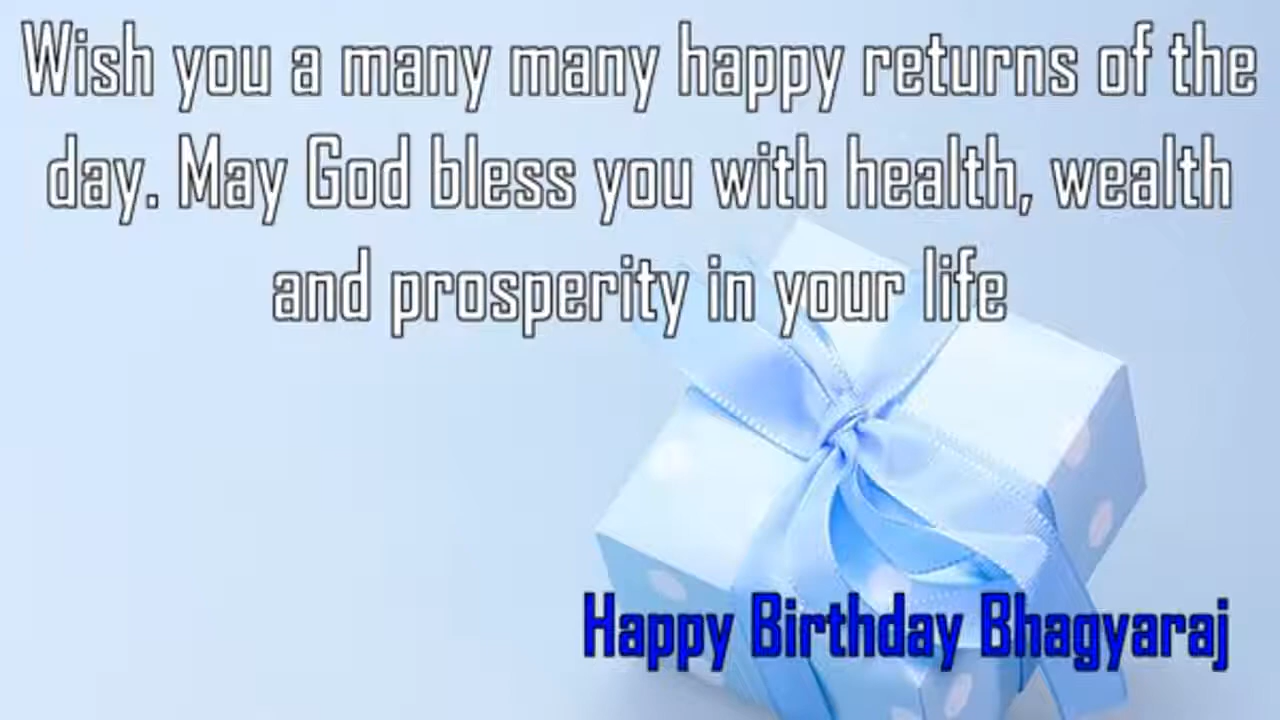 Wish you a many many happy returns of the
day. May God bless you with health, wealth
and prosperity in your life
Happy Birthday Bhagyaraj